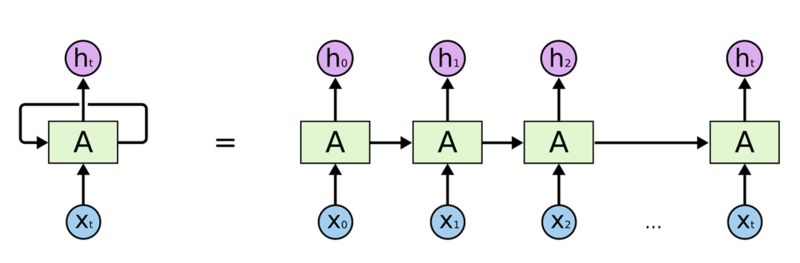 hₜ h₀ h₁ h₂ hₜ
A = A A A A
xₜ x₀ x₁ x₂ ... xₜ